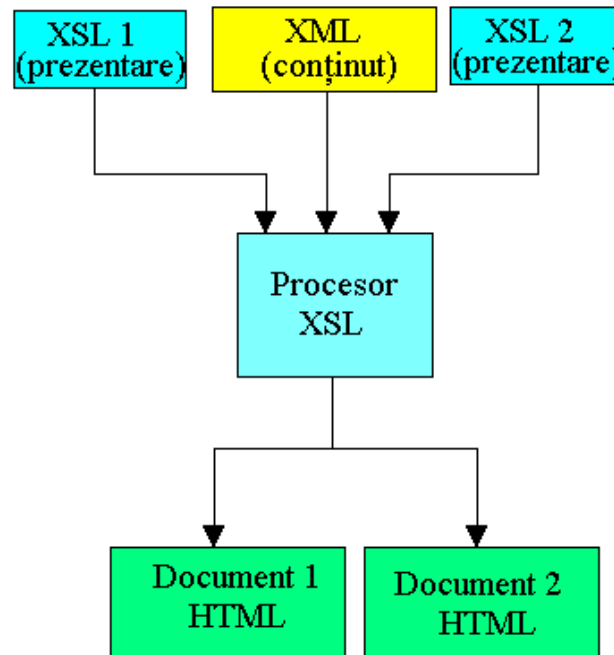 XSL 1
(prezentare)
XML
(conținut)
XSL 2
(prezentare)
Procesor
XSL
Document 1
HTML
Document 2
HTML